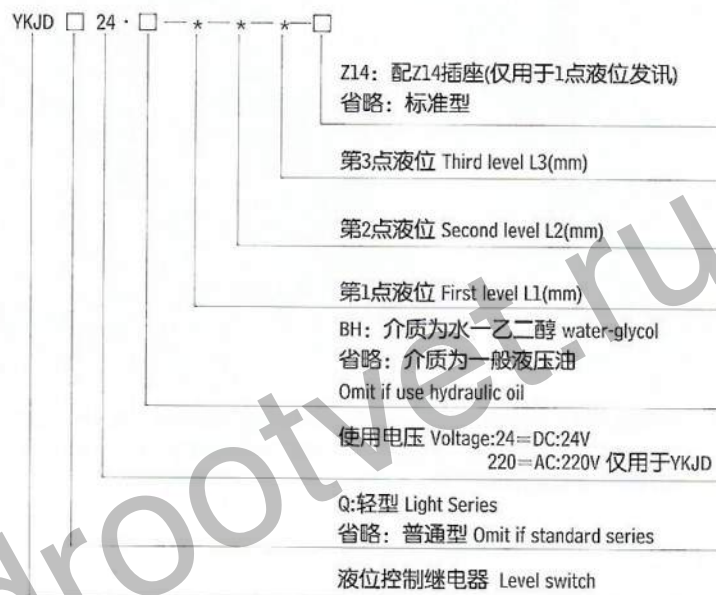 YKJD □ 24 · □ — * — * — * — □
Z14：配Z14插座(仅用于1点液位发讯)
省略：标准型
第3点液位 Third level L3(mm)
第2点液位 Second level L2(mm)
第1点液位 First level L1(mm)
BH：介质为水一乙二醇 water-glycol
省略：介质为一般液压油
Omit if use hydraulic oil
使用电压 Voltage:24=DC:24V
220=AC:220V 仅用于YKJD
Q:轻型 Light Series
省略：普通型 Omit if standard series
液位控制继电器 Level switch
drootvet.ru